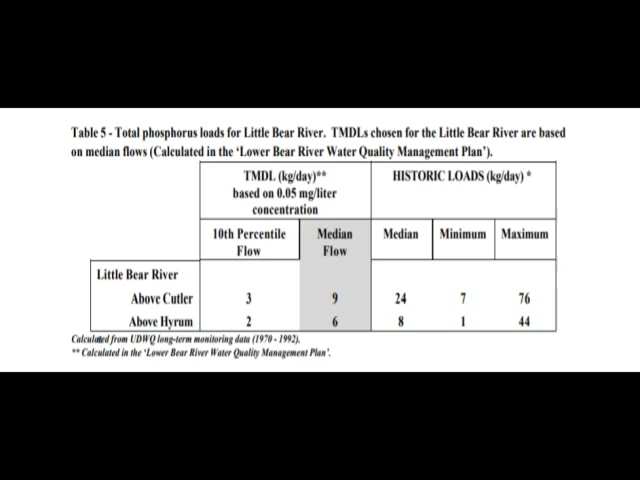 Table 5 - Total phosphorus loads for Little Bear River. TMDLs chosen for the Little Bear River are based
on median flows (Calculated in the ‘Lower Bear River Water Quality Management Plan’).
TMDL (kg/day)** HISTORIC LOADS (kg/day) *
based on 0.05 mg/liter
concentration
10th Percentile Median Median Minimum Maximum
Flow Flow
Little Bear River
Above Cutler 3 9 24 7 76
Above Hyrum 2 6 8 1 44
Calculated from UDWQ long-term monitoring data (1970 - 1992).
** Calculated in the ‘Lower Bear River Water Quality Management Plan’.